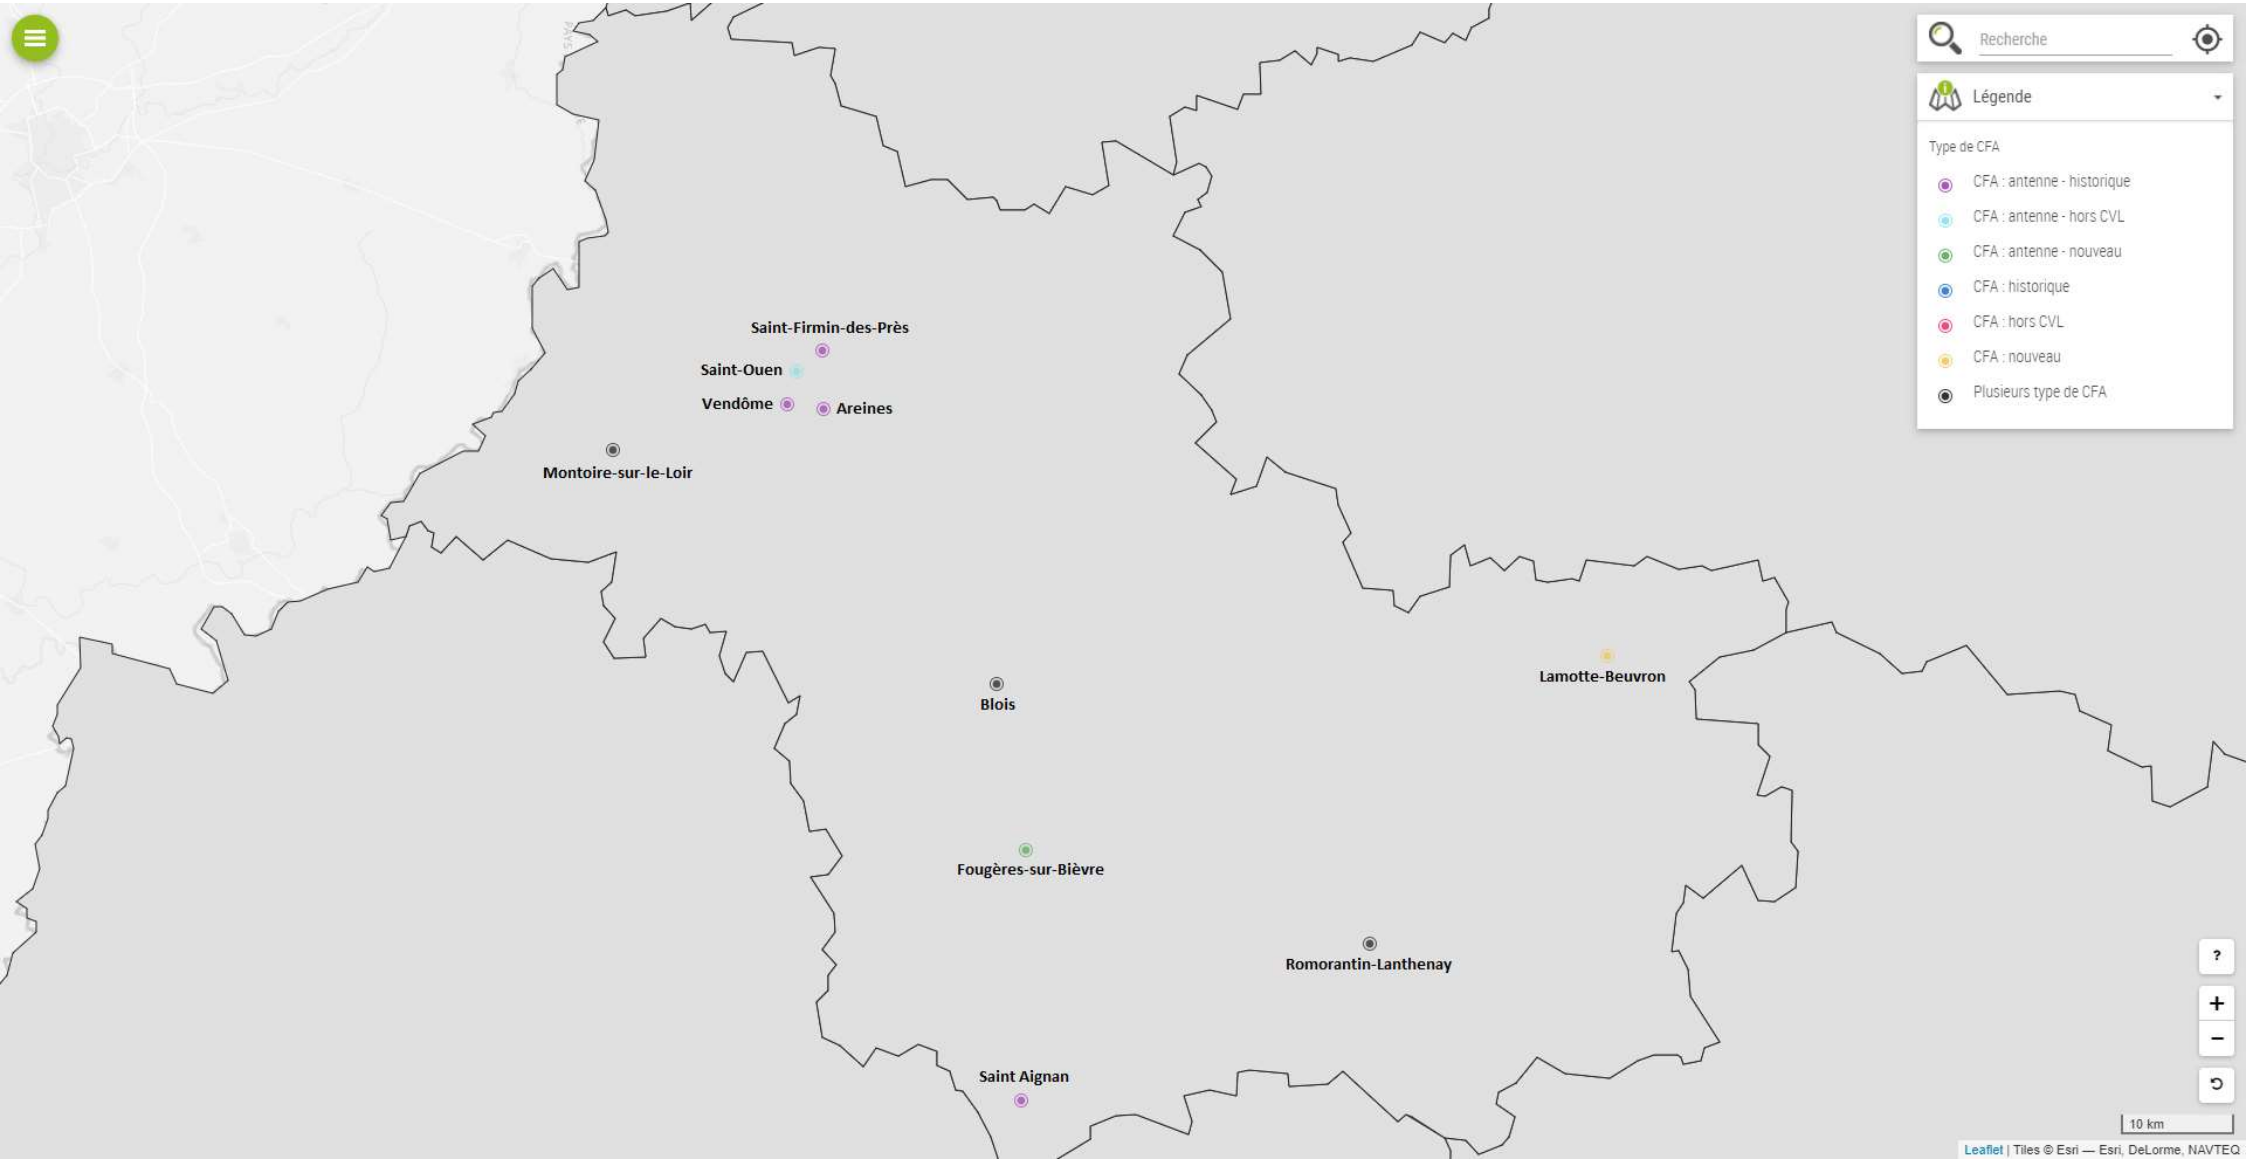 PAYS
Recherche
Légende
Type de CFA
CFA : antenne - historique
CFA : antenne - hors CVL
CFA : antenne - nouveau
CFA : historique
CFA : hors CVL
CFA : nouveau
Plusieurs type de CFA
Saint-Firmin-des-Près
Saint-Ouen
Vendôme
Areines
Montoire-sur-le-Loir
Lamotte-Beuvron
Blois
Fougères-sur-Bièvre
Romorantin-Lanthenay
Saint Aignan
?
+
−
10 km
Leaflet | Tiles © Esri — Esri, DeLorme, NAVTEQ